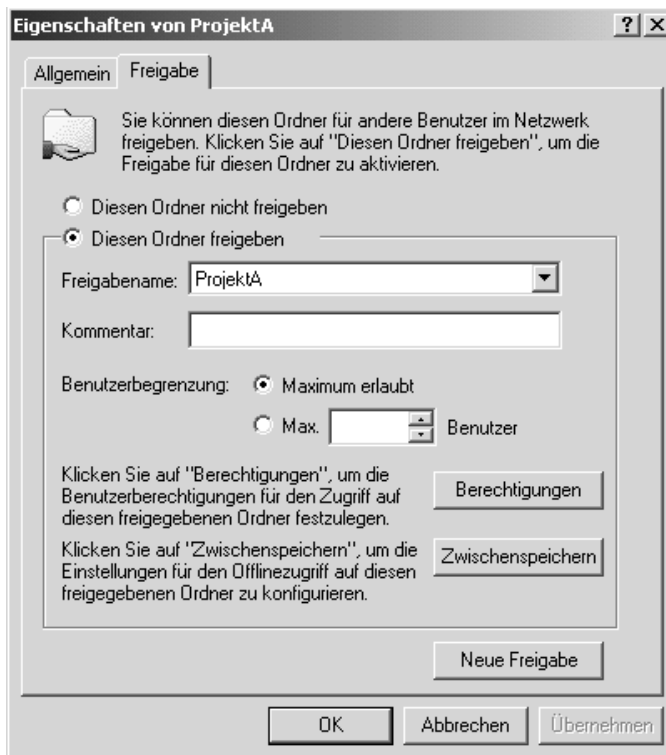 Eigenschaften von ProjektA
Allgemein
Freigabe
Sie können diesen Ordner für andere Benutzer im Netzwerk
freigeben. Klicken Sie auf "Diesen Ordner freigeben", um die
Freigabe für diesen Ordner zu aktivieren.
Diesen Ordner nicht freigeben
Diesen Ordner freigeben
Freigabename: ProjektA
Kommentar:
Benutzerbegrenzung: Maximum erlaubt
Max. Benutzer
Klicken Sie auf "Berechtigungen", um die
Benutzerberechtigungen für den Zugriff auf
diesen freigegebenen Ordner festzulegen.
Berechtigungen
Klicken Sie auf "Zwischenspeichern", um die
Einstellungen für den Offlinezugriff auf diesen
freigegebenen Ordner zu konfigurieren.
Zwischenspeichern
Neue Freigabe
OK
Abbrechen
Übernehmen